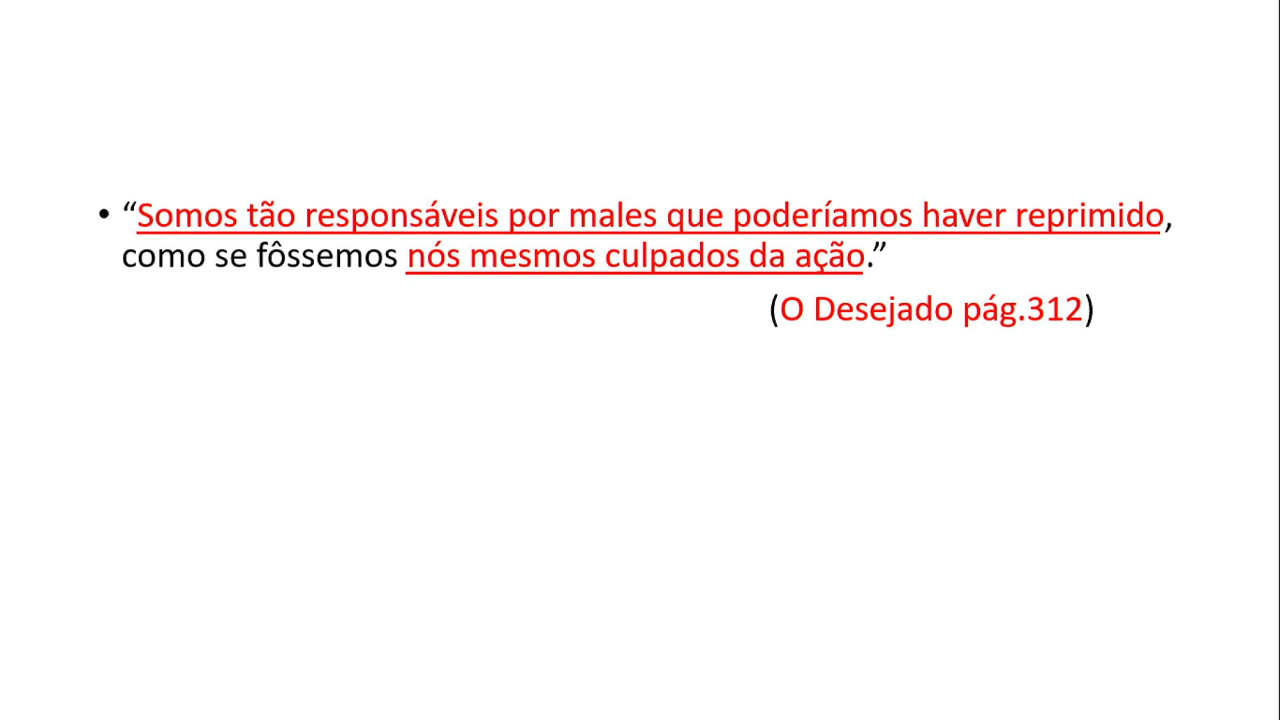 • “Somos tão responsáveis por males que poderíamos haver reprimido,
como se fôssemos nós mesmos culpados da ação.”
(O Desejado pág.312)